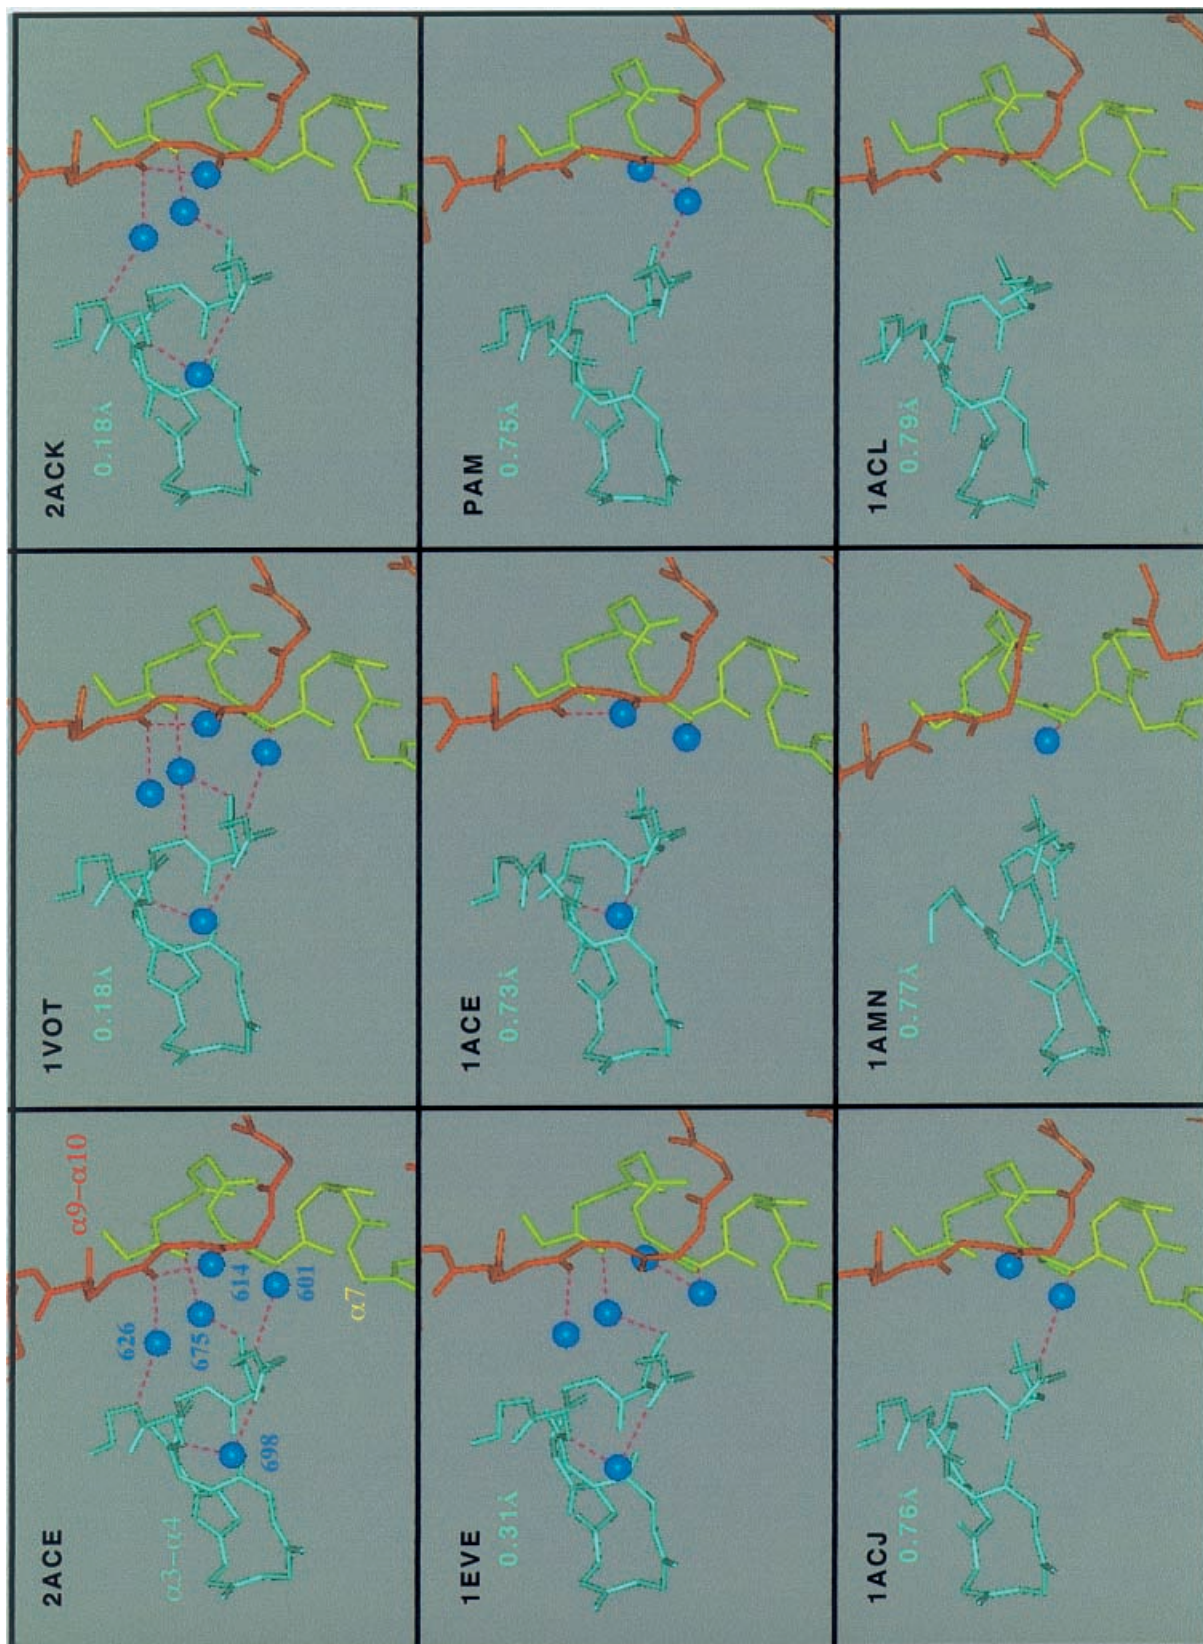 2ACE
α3–α4
α9–α10
626
675
614
601
698
α7
1VOT
0.18Å
2ACK
0.18Å
1EVE
0.31Å
1ACE
0.73Å
PAM
0.75Å
1ACJ
0.76Å
1AMN
0.77Å
1ACL
0.79Å